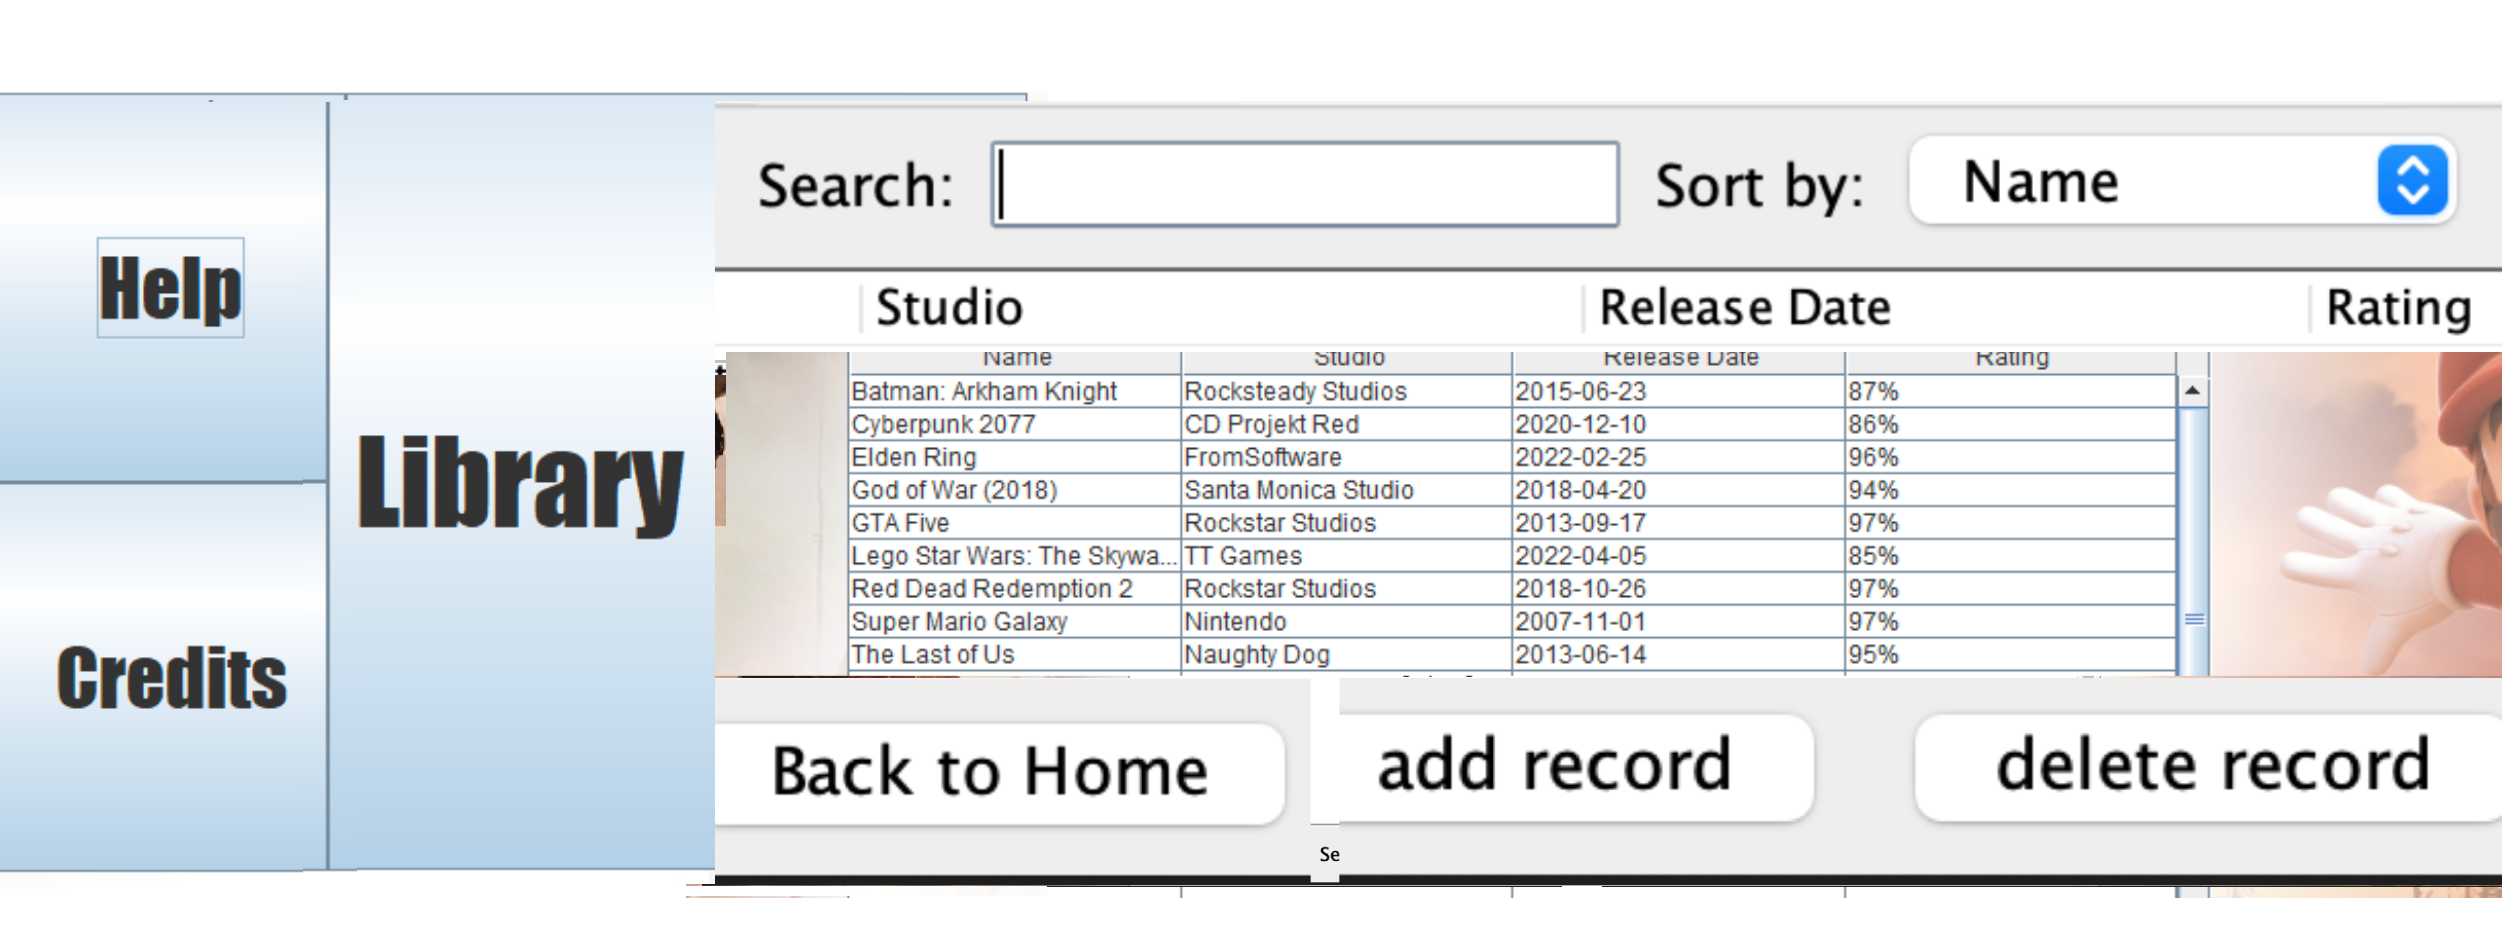 Help
Credits
Library
Search: Sort by: Name
Studio Release Date Rating
Name Studio Release Date Rating
Batman: Arkham Knight Rocksteady Studios 2015-06-23 87%
Cyberpunk 2077 CD Projekt Red 2020-12-10 86%
Elden Ring FromSoftware 2022-02-25 96%
God of War (2018) Santa Monica Studio 2018-04-20 94%
GTA Five Rockstar Studios 2013-09-17 97%
Lego Star Wars: The Skywa... TT Games 2022-04-05 85%
Red Dead Redemption 2 Rockstar Studios 2018-10-26 97%
Super Mario Galaxy Nintendo 2007-11-01 97%
The Last of Us Naughty Dog 2013-06-14 95%
Back to Home add record delete record
Se